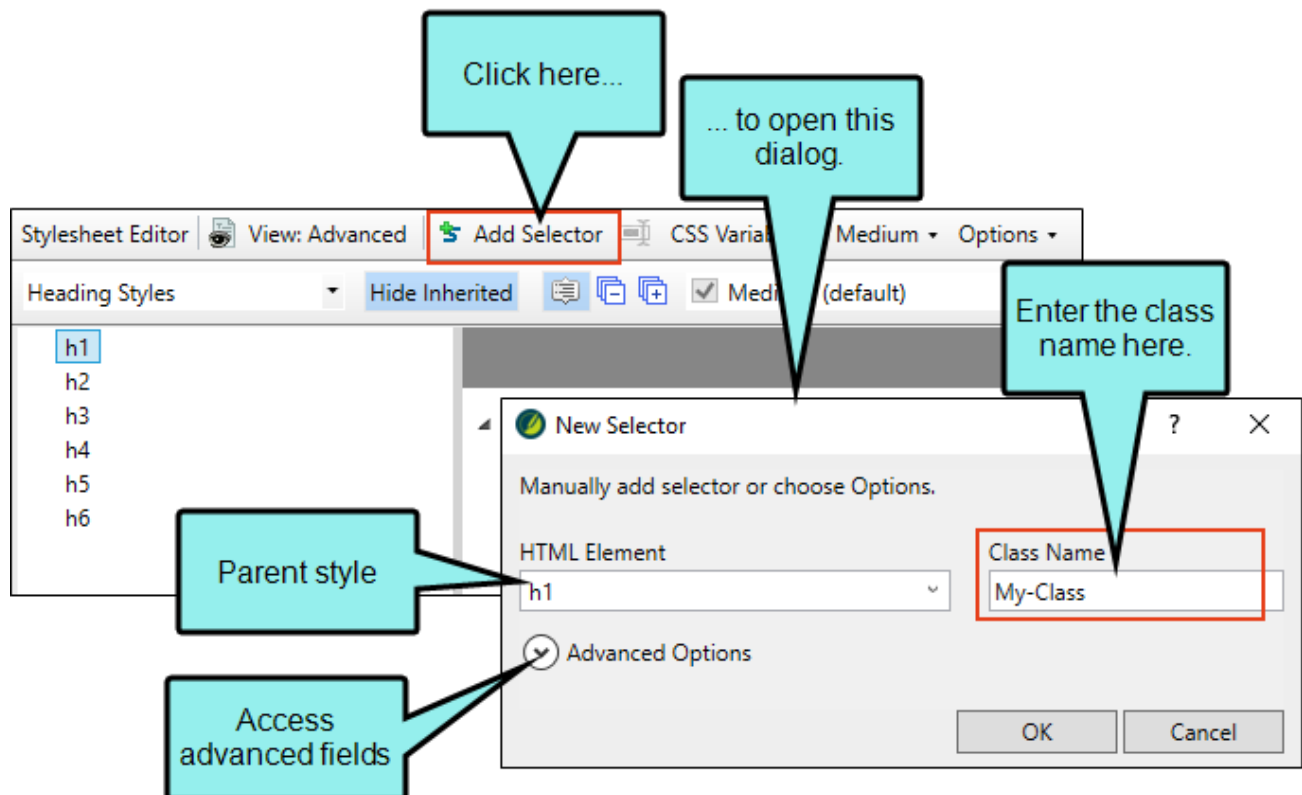 Click here...
... to open this
dialog.
Stylesheet Editor View: Advanced Add Selector CSS Variab Medium Options
Heading Styles Hide Inherited Medi (default)
Enter the class
name here.
h1
h2
h3
h4
h5
h6
New Selector ?
Manually add selector or choose Options.
HTML Element Class Name
h1 My-Class
Parent style
Advanced Options
Access
advanced fields
OK Cancel